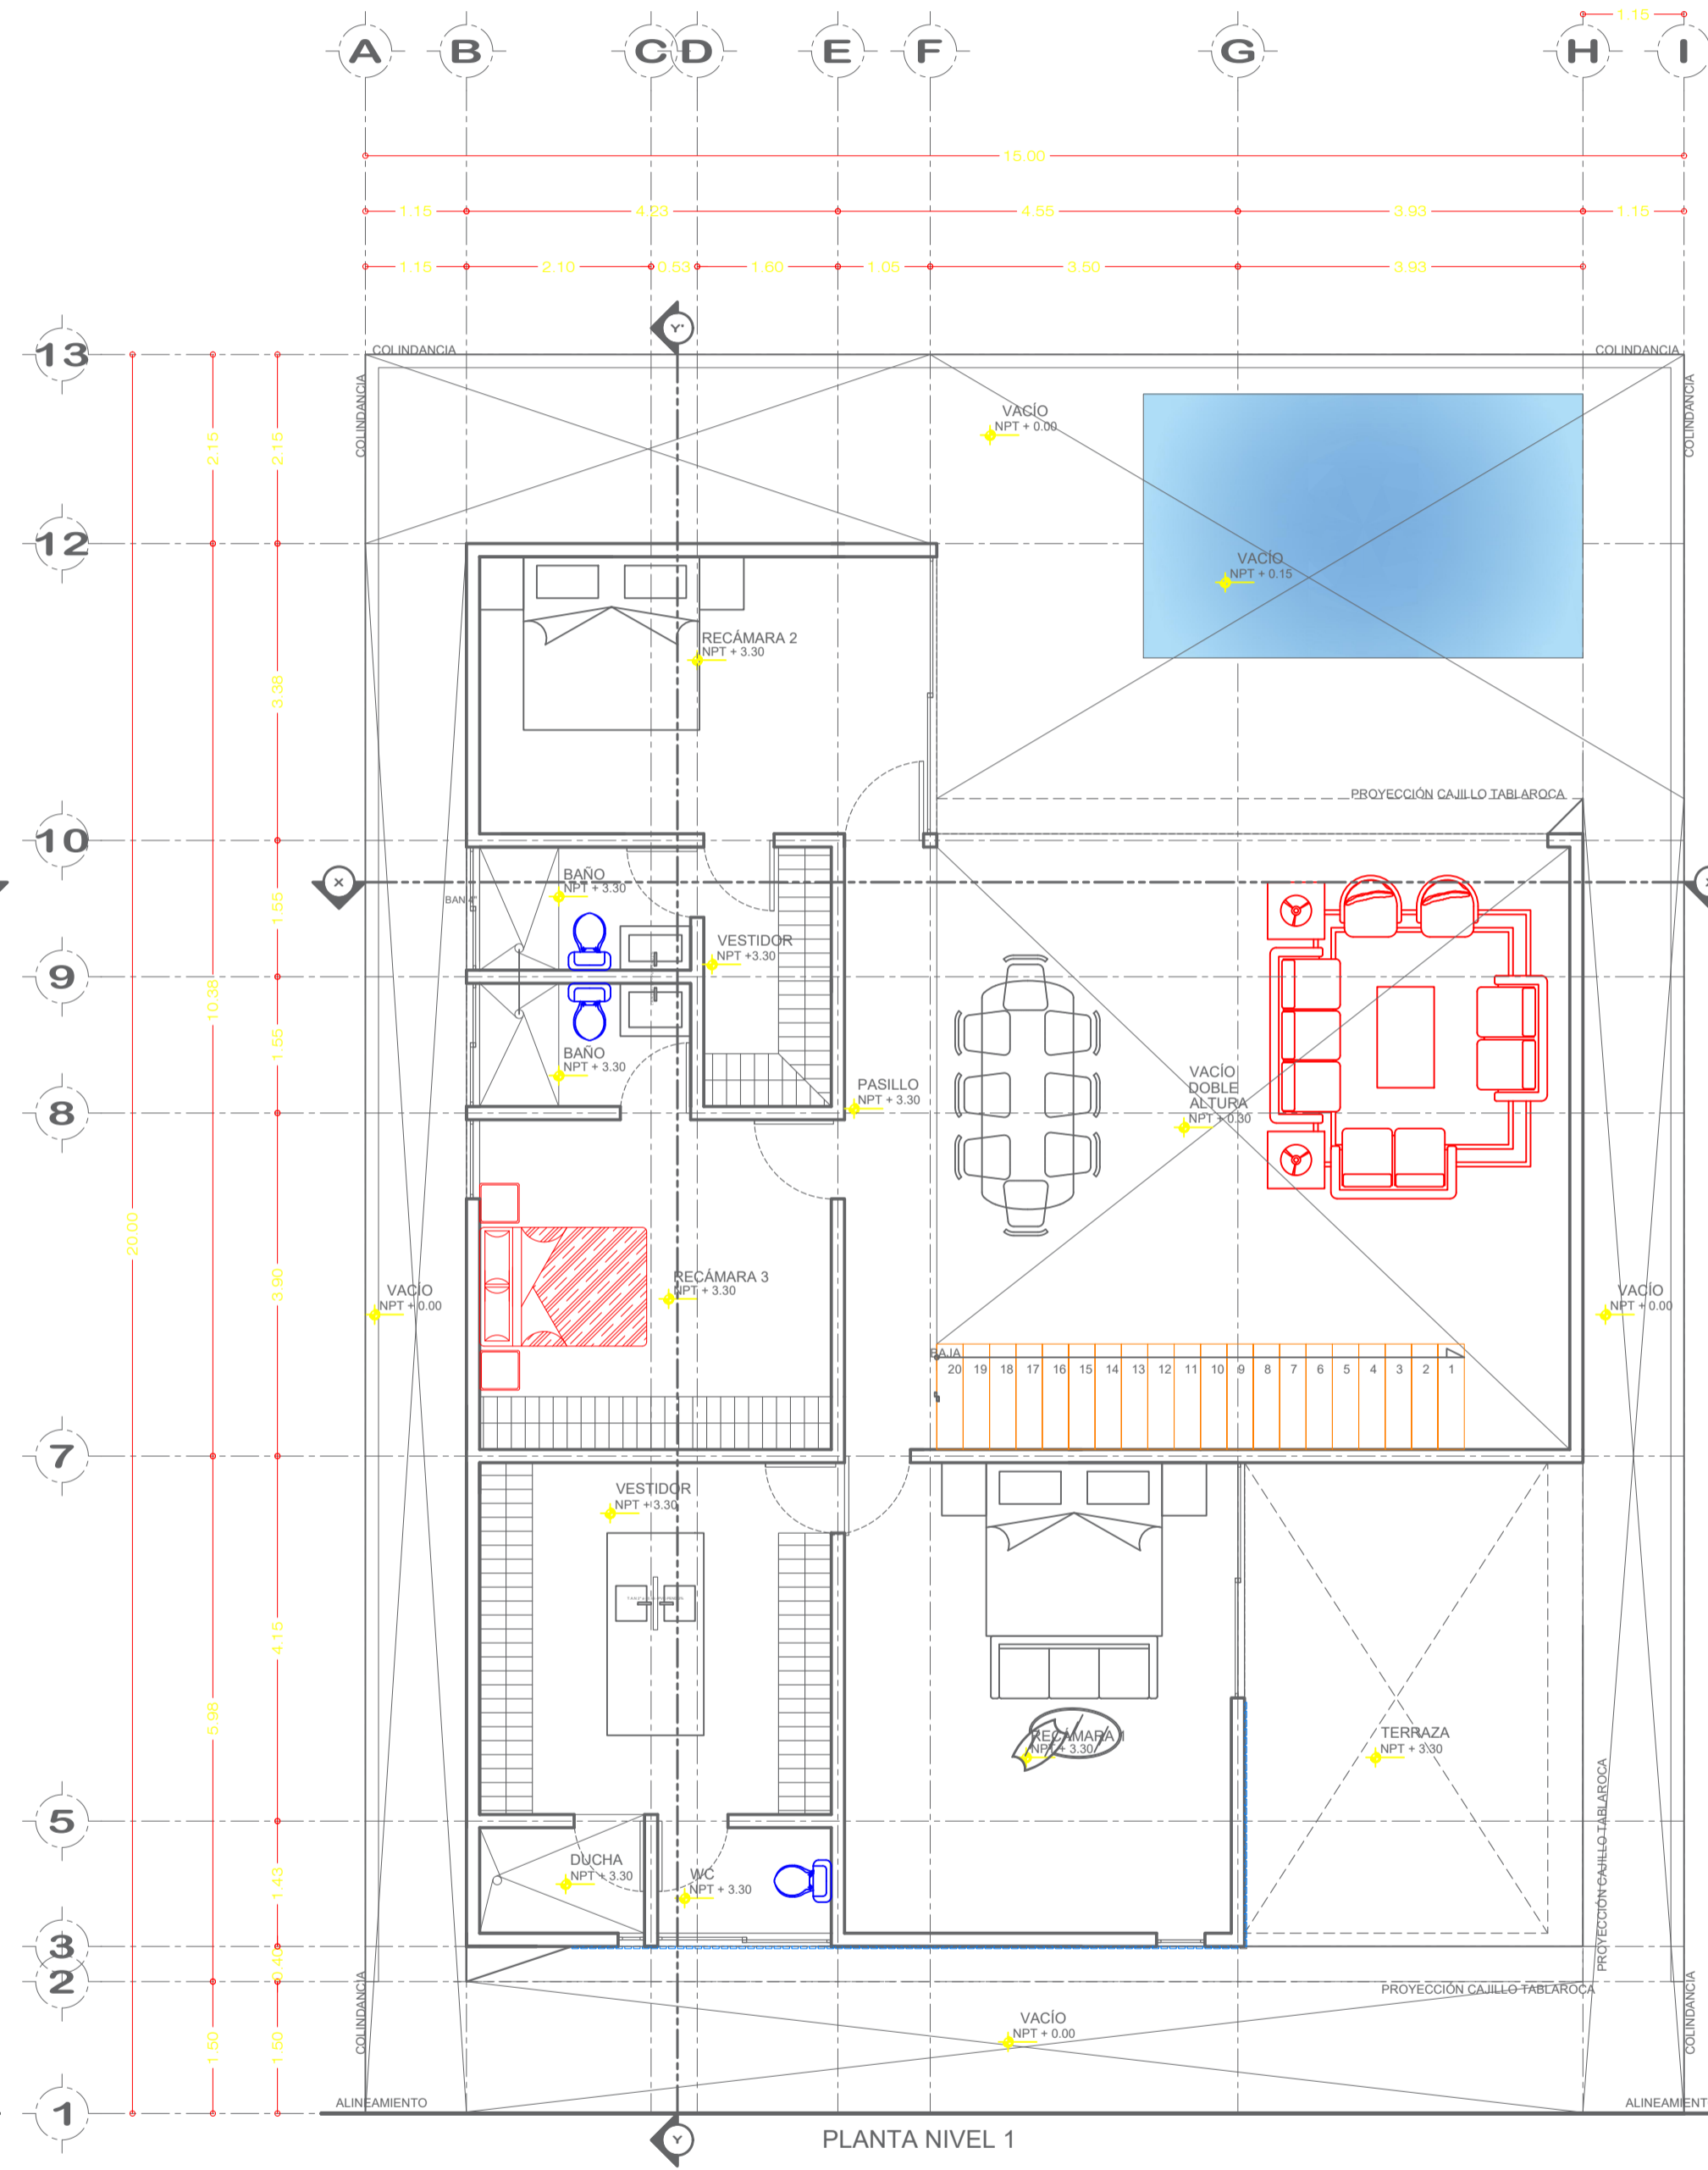 1.15
A B C D E F G H I
15.00
1.15 4.23 4.55 3.93 1.15
1.15 2.10 0.53 1.60 1.05 3.50 3.93
Y'
13
COLINDANCIA
COLINDANCIA
COLINDANCIA
COLINDANCIA
2.15
2.15
VACÍO
NPT + 0.00
12
VACÍO
NPT + 0.15
RECÁMARA 2
NPT + 3.30
3.38
PROYECCIÓN CAJILLO TABLAROCA
10
X
BAÑO
NPT + 3.30
1.55
VESTIDOR
NPT +3.30
9
10.38
1.55
BAÑO
NPT + 3.30
VACÍO
DOBLE
ALTURA
NPT + 0.30
PASILLO
NPT + 3.30
8
20.00
3.90
RECÁMARA 3
NPT + 3.30
VACÍO
NPT + 0.00
VACÍO
NPT + 0.00
BAJA
20 19 18 17 16 15 14 13 12 11 10 9 8 7 6 5 4 3 2 1
7
VESTIDOR
NPT + 3.30
4.15
5.98
RECÁMARA 1
NPT + 3.30
TERRAZA
NPT + 3.30
PROYECCIÓN CAJILLO TABLAROCA
5
DUCHA
NPT + 3.30
WC
NPT + 3.30
1.43
3
0.40
2
PROYECCIÓN CAJILLO TABLAROCA
COLINDANCIA
COLINDANCIA
1.50
1.50
VACÍO
NPT + 0.00
ALINEAMIENTO
ALINEAMIENT
1
Y
PLANTA NIVEL 1